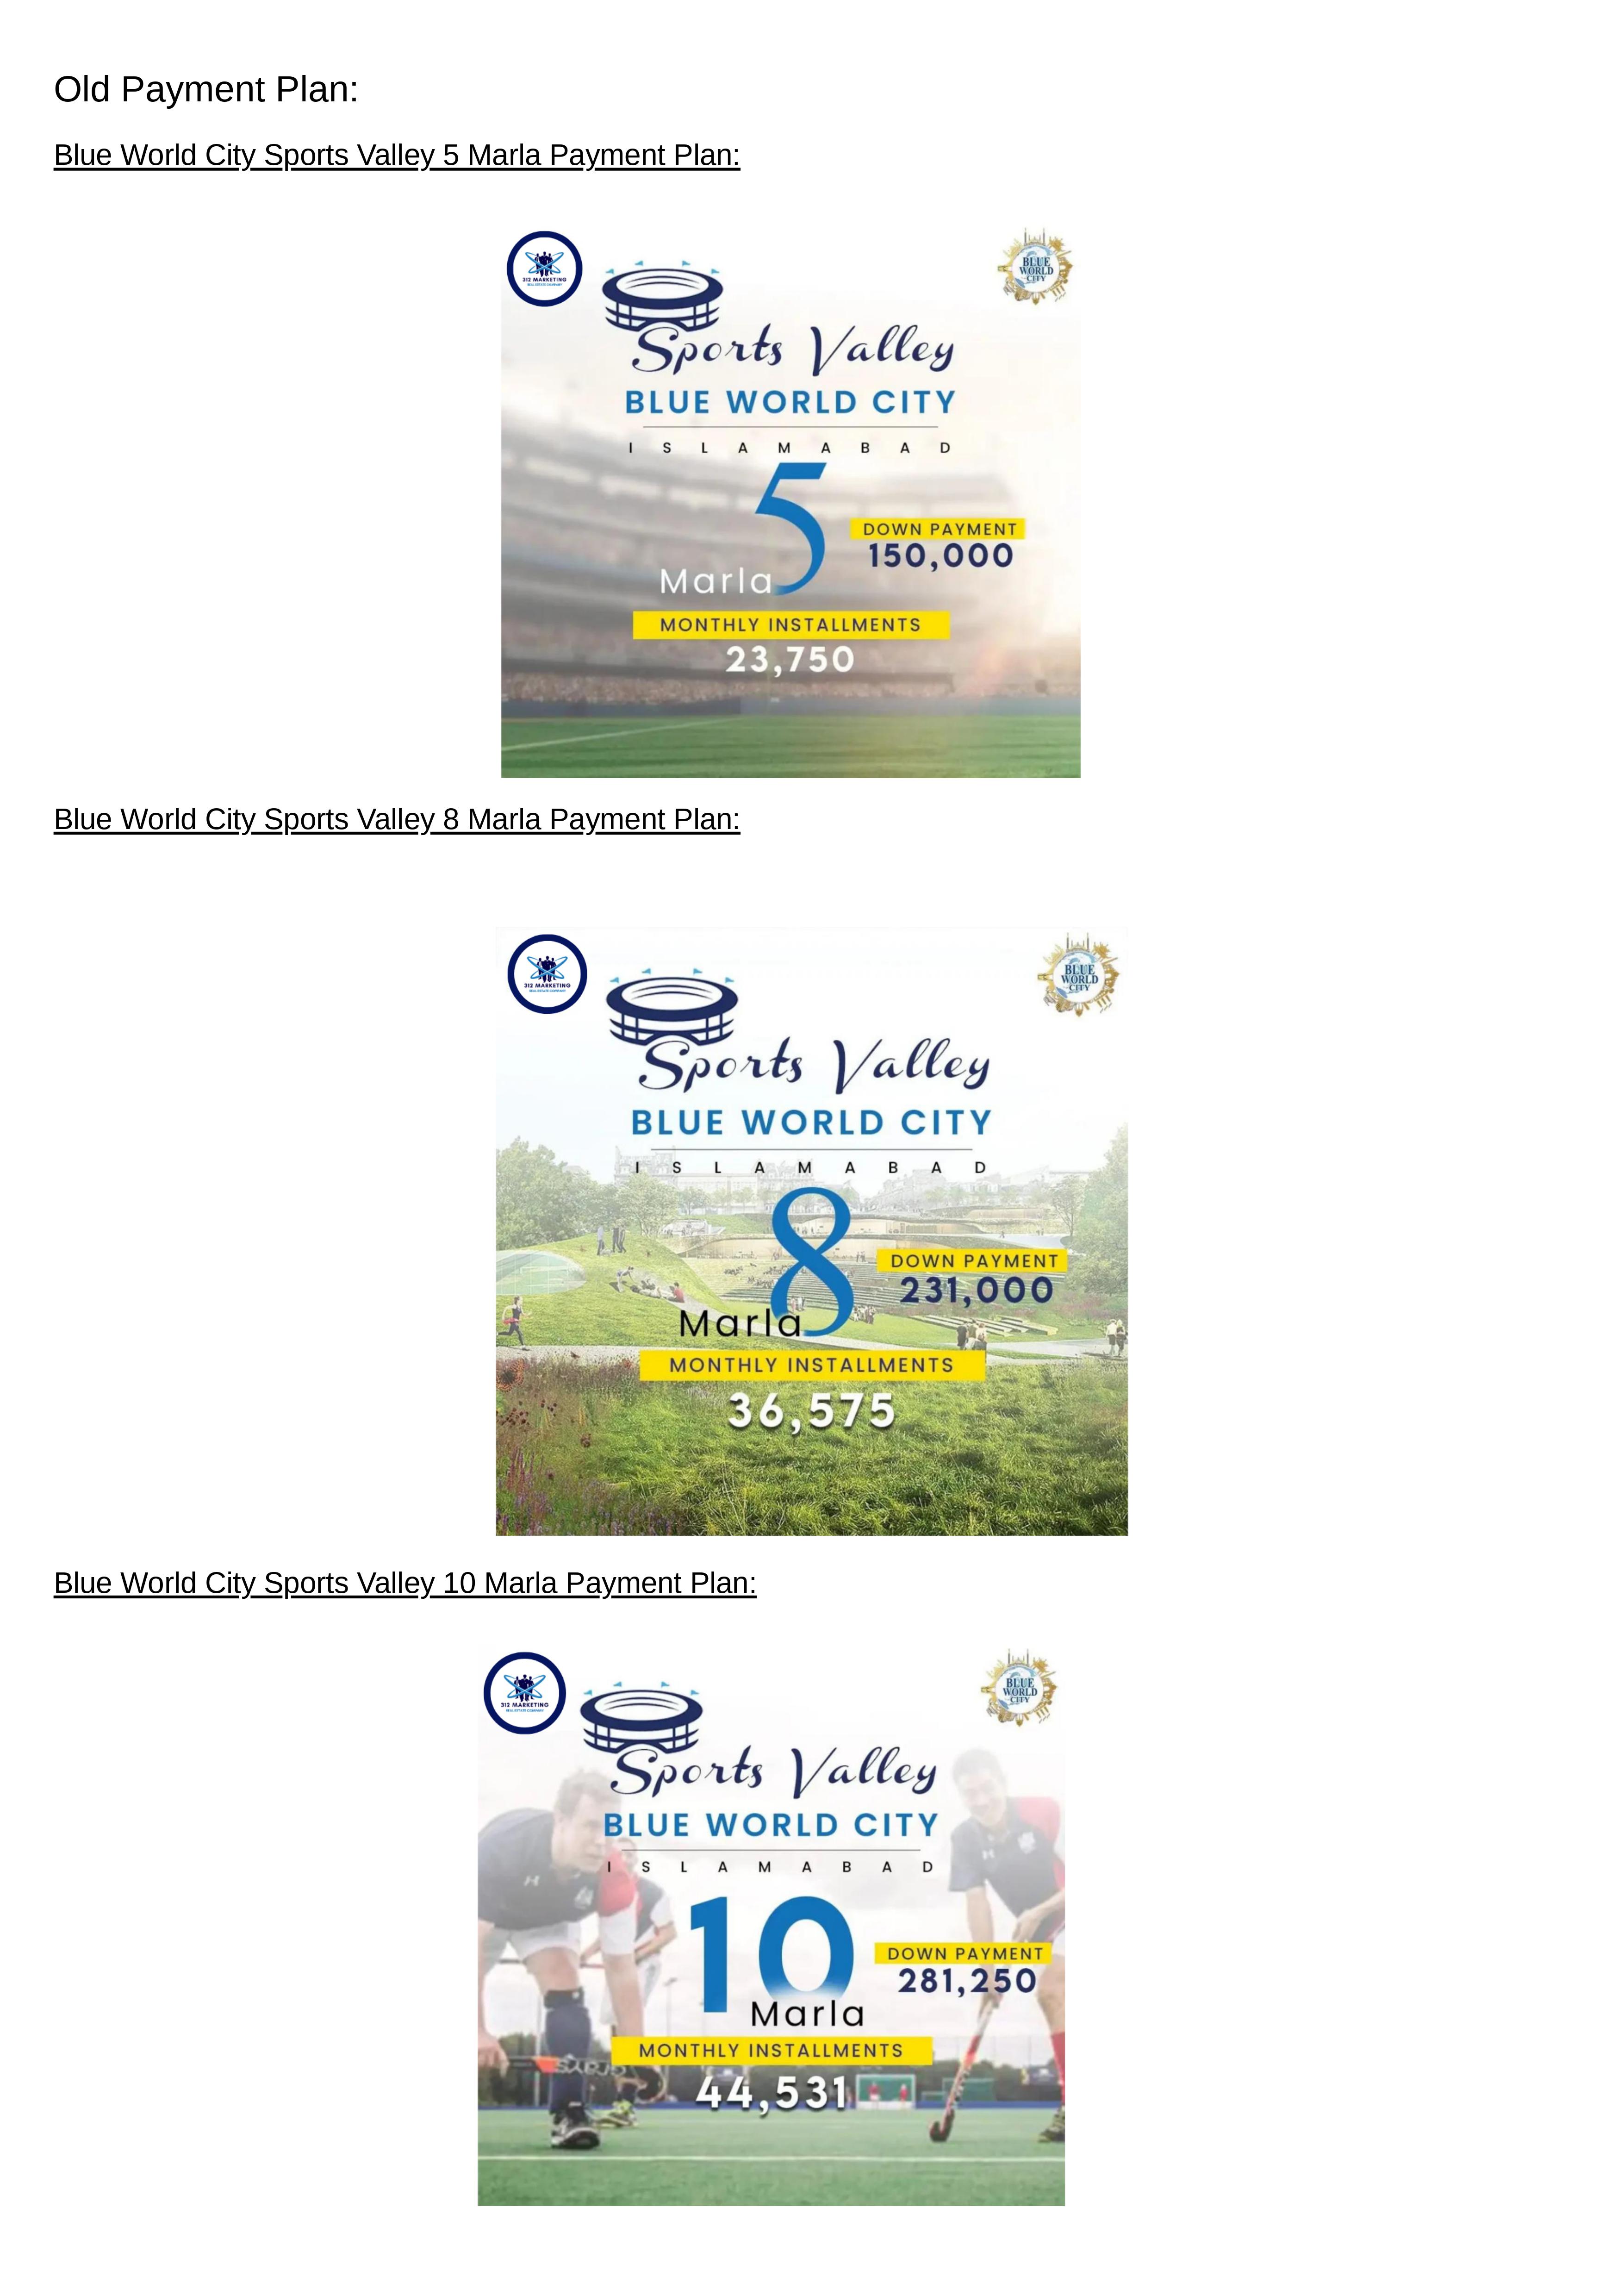 Old Payment Plan:
Blue World City Sports Valley 5 Marla Payment Plan:
312 MARKETING
REAL ESTATE COMPANY
BLUE
WORLD
CITY
Sports Valley
BLUE WORLD CITY
ISLAMABAD
5
DOWN PAYMENT
150,000
Marla
MONTHLY INSTALLMENTS
23,750
Blue World City Sports Valley 8 Marla Payment Plan:
312 MARKETING
REAL ESTATE COMPANY
BLUE
WORLD
CITY
Sports Valley
BLUE WORLD CITY
ISLAMABAD
8
DOWN PAYMENT
231,000
Marla
MONTHLY INSTALLMENTS
36,575
Blue World City Sports Valley 10 Marla Payment Plan:
312 MARKETING
REAL ESTATE COMPANY
BLUE
WORLD
CITY
Sports Valley
BLUE WORLD CITY
ISLAMABAD
10
DOWN PAYMENT
281,250
Marla
MONTHLY INSTALLMENTS
44,531